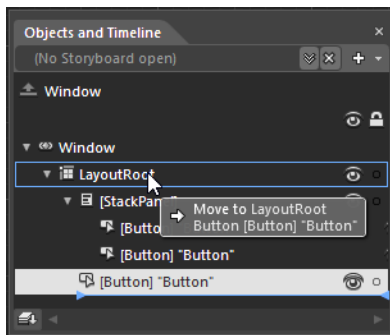 Objects and Timeline
(No Storyboard open)
Window
Window
LayoutRoot
[StackPan
Move to LayoutRoot
[Butto
Button [Button] "Button"
[Button] "Button"
[Button] "Button"